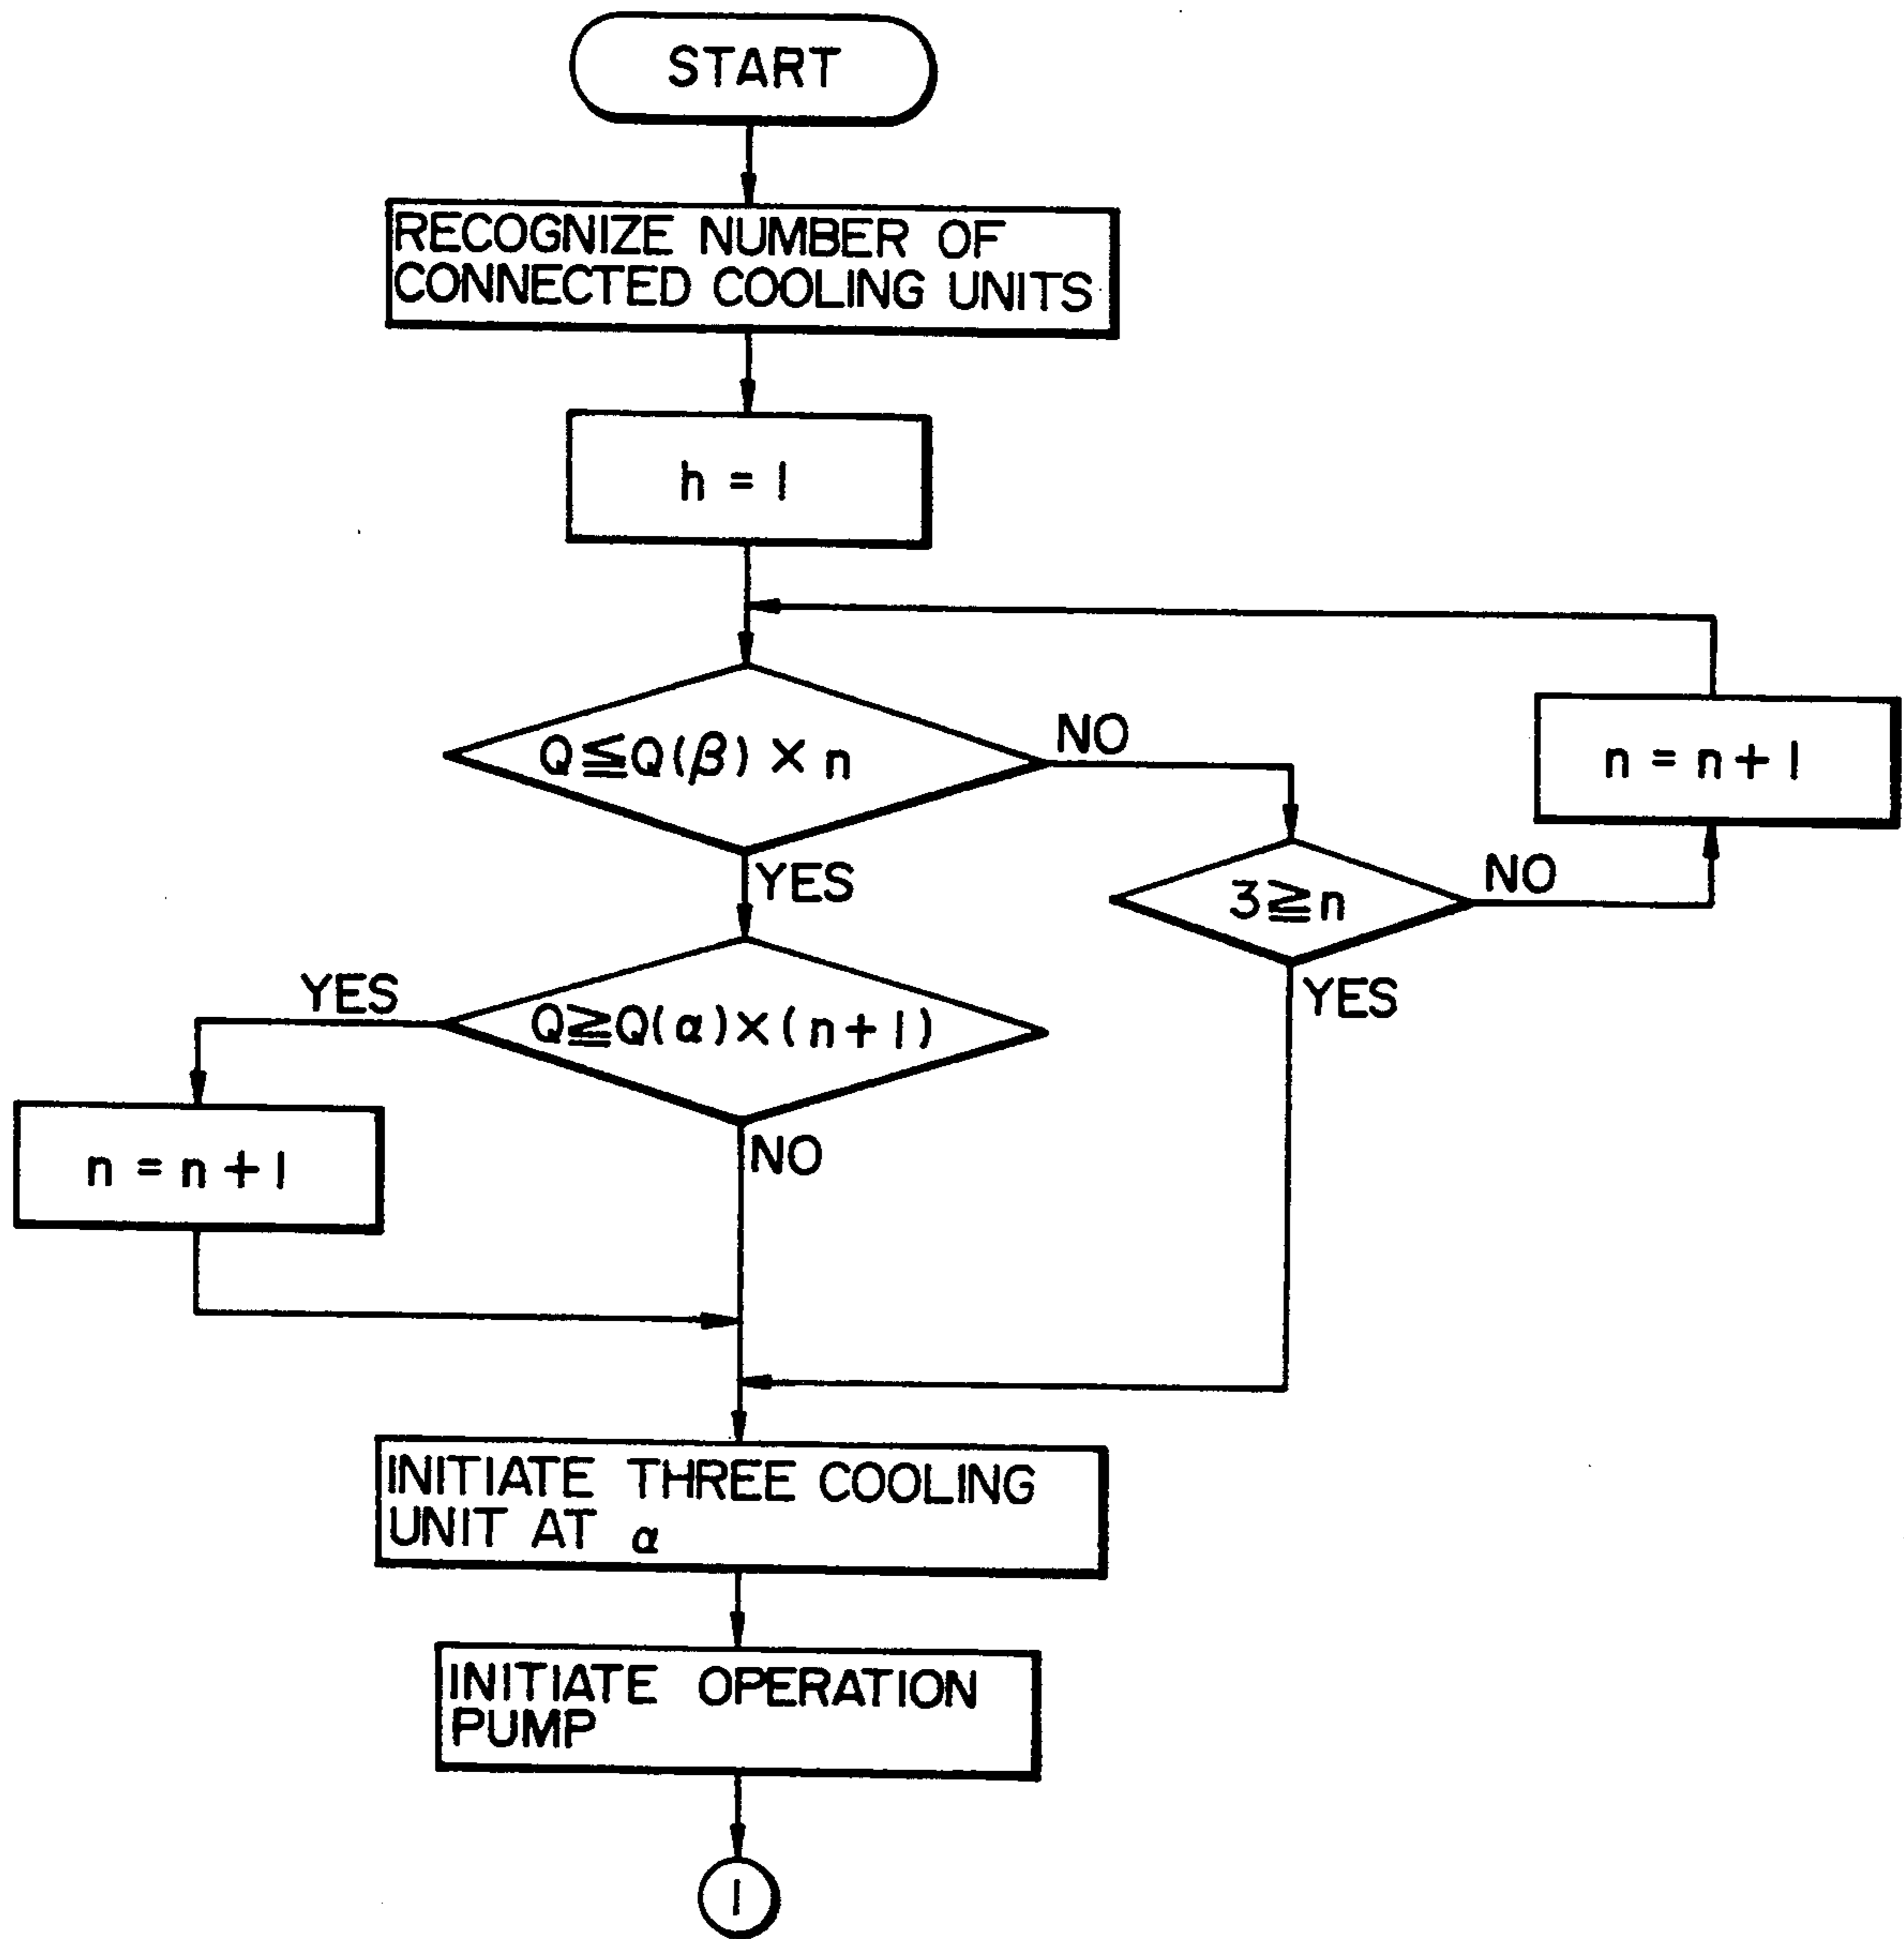 START
RECOGNIZE NUMBER OF
CONNECTED COOLING UNITS
h = 1
Q≦Q(β) × n
NO
n = n + 1
YES
3≧n
NO
YES
YES
Q≧Q(α)×(n+1)
n = n + 1
NO
INITIATE THREE COOLING
UNIT AT α
INITIATE OPERATION
PUMP
1